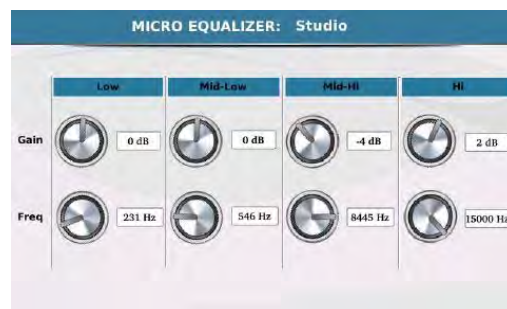 MICRO EQUALIZER: Studio
Low Mid-Low Mid-Hi Hi
Gain 0 dB 0 dB -4 dB 2 dB
Freq 231 Hz 546 Hz 8445 Hz 15000 Hz